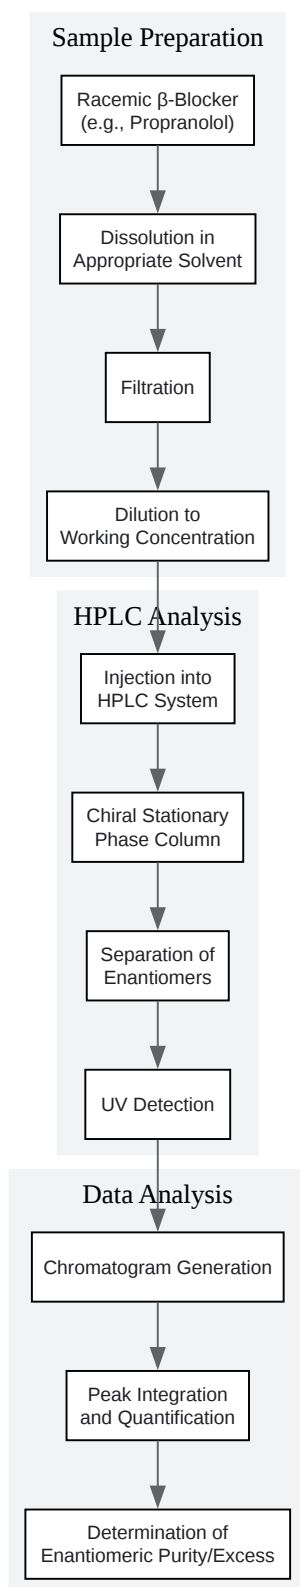 Sample Preparation
Racemic β-Blocker
(e.g., Propranolol)
Dissolution in
Appropriate Solvent
Filtration
Dilution to
Working Concentration
HPLC Analysis
Injection into
HPLC System
Chiral Stationary
Phase Column
Separation of
Enantiomers
UV Detection
Data Analysis
Chromatogram Generation
Peak Integration
and Quantification
Determination of
Enantiomeric Purity/Excess